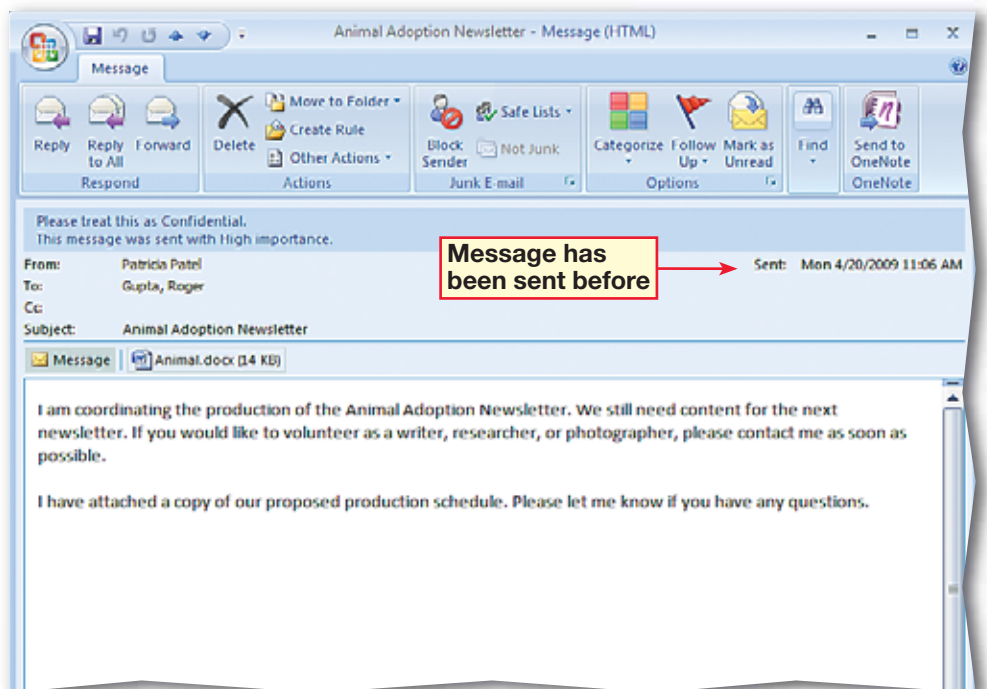 Animal Adoption Newsletter - Message (HTML)
Message
Reply
Reply to All
Forward
Respond
Delete
Move to Folder
Create Rule
Other Actions
Actions
Block Sender
Safe Lists
Not Junk
Junk E-mail
Categorize
Follow Up
Mark as Unread
Options
Find
Send to OneNote
OneNote
Please treat this as Confidential.
This message was sent with High importance.
From: Patricia Patel
Sent: Mon 4/20/2009 11:06 AM
To: Gupta, Roger
Cc:
Subject: Animal Adoption Newsletter
Message has
been sent before
Message
Animal.docx (14 KB)
I am coordinating the production of the Animal Adoption Newsletter. We still need content for the next
newsletter. If you would like to volunteer as a writer, researcher, or photographer, please contact me as soon as
possible.
I have attached a copy of our proposed production schedule. Please let me know if you have any questions.